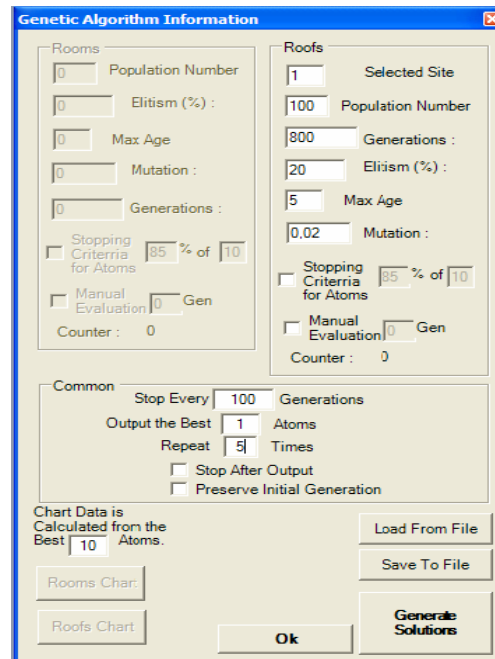 Genetic Algorithm Information
Rooms
0 Population Number
0 Elitism (%) :
0 Max Age
0 Mutation :
0 Generations :
Stopping
Criterria 85 % of 10
for Atoms
Manual
Evaluation 0 Gen
Counter : 0
Roofs
1 Selected Site
100 Population Number
800 Generations :
20 Elitism (%) :
5 Max Age
0,02 Mutation :
Stopping
Criterria 85 % of 10
for Atoms
Manual
Evaluation 0 Gen
Counter : 0
Common
Stop Every 100 Generations
Output the Best 1 Atoms
Repeat 5 Times
Stop After Output
Preserve Initial Generation
Chart Data is
Calculated from the
Best 10 Atoms.
Load From File
Save To File
Rooms Chart
Roofs Chart
Ok
Generate
Solutions